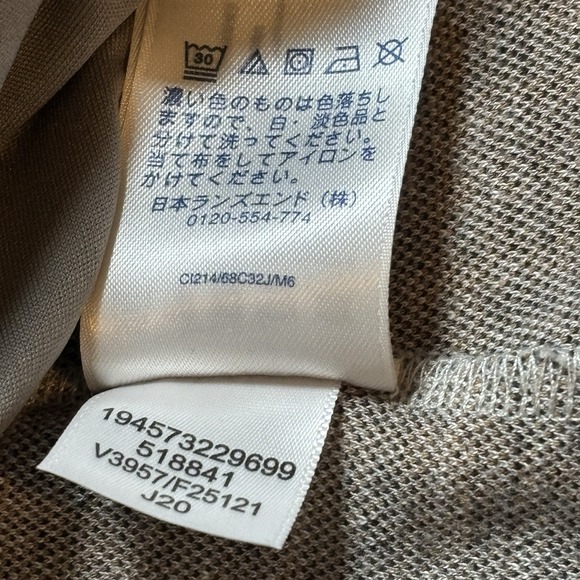 30
濃い色のものは色落ちし
ますので、白・淡色品と
分けて洗ってください。
当て布をしてアイロンを
かけてください。
日本ランズエンド（株）
0120-554-774
CI214/68C32J/M6
194573229699
518841
V3957/F25121
J20